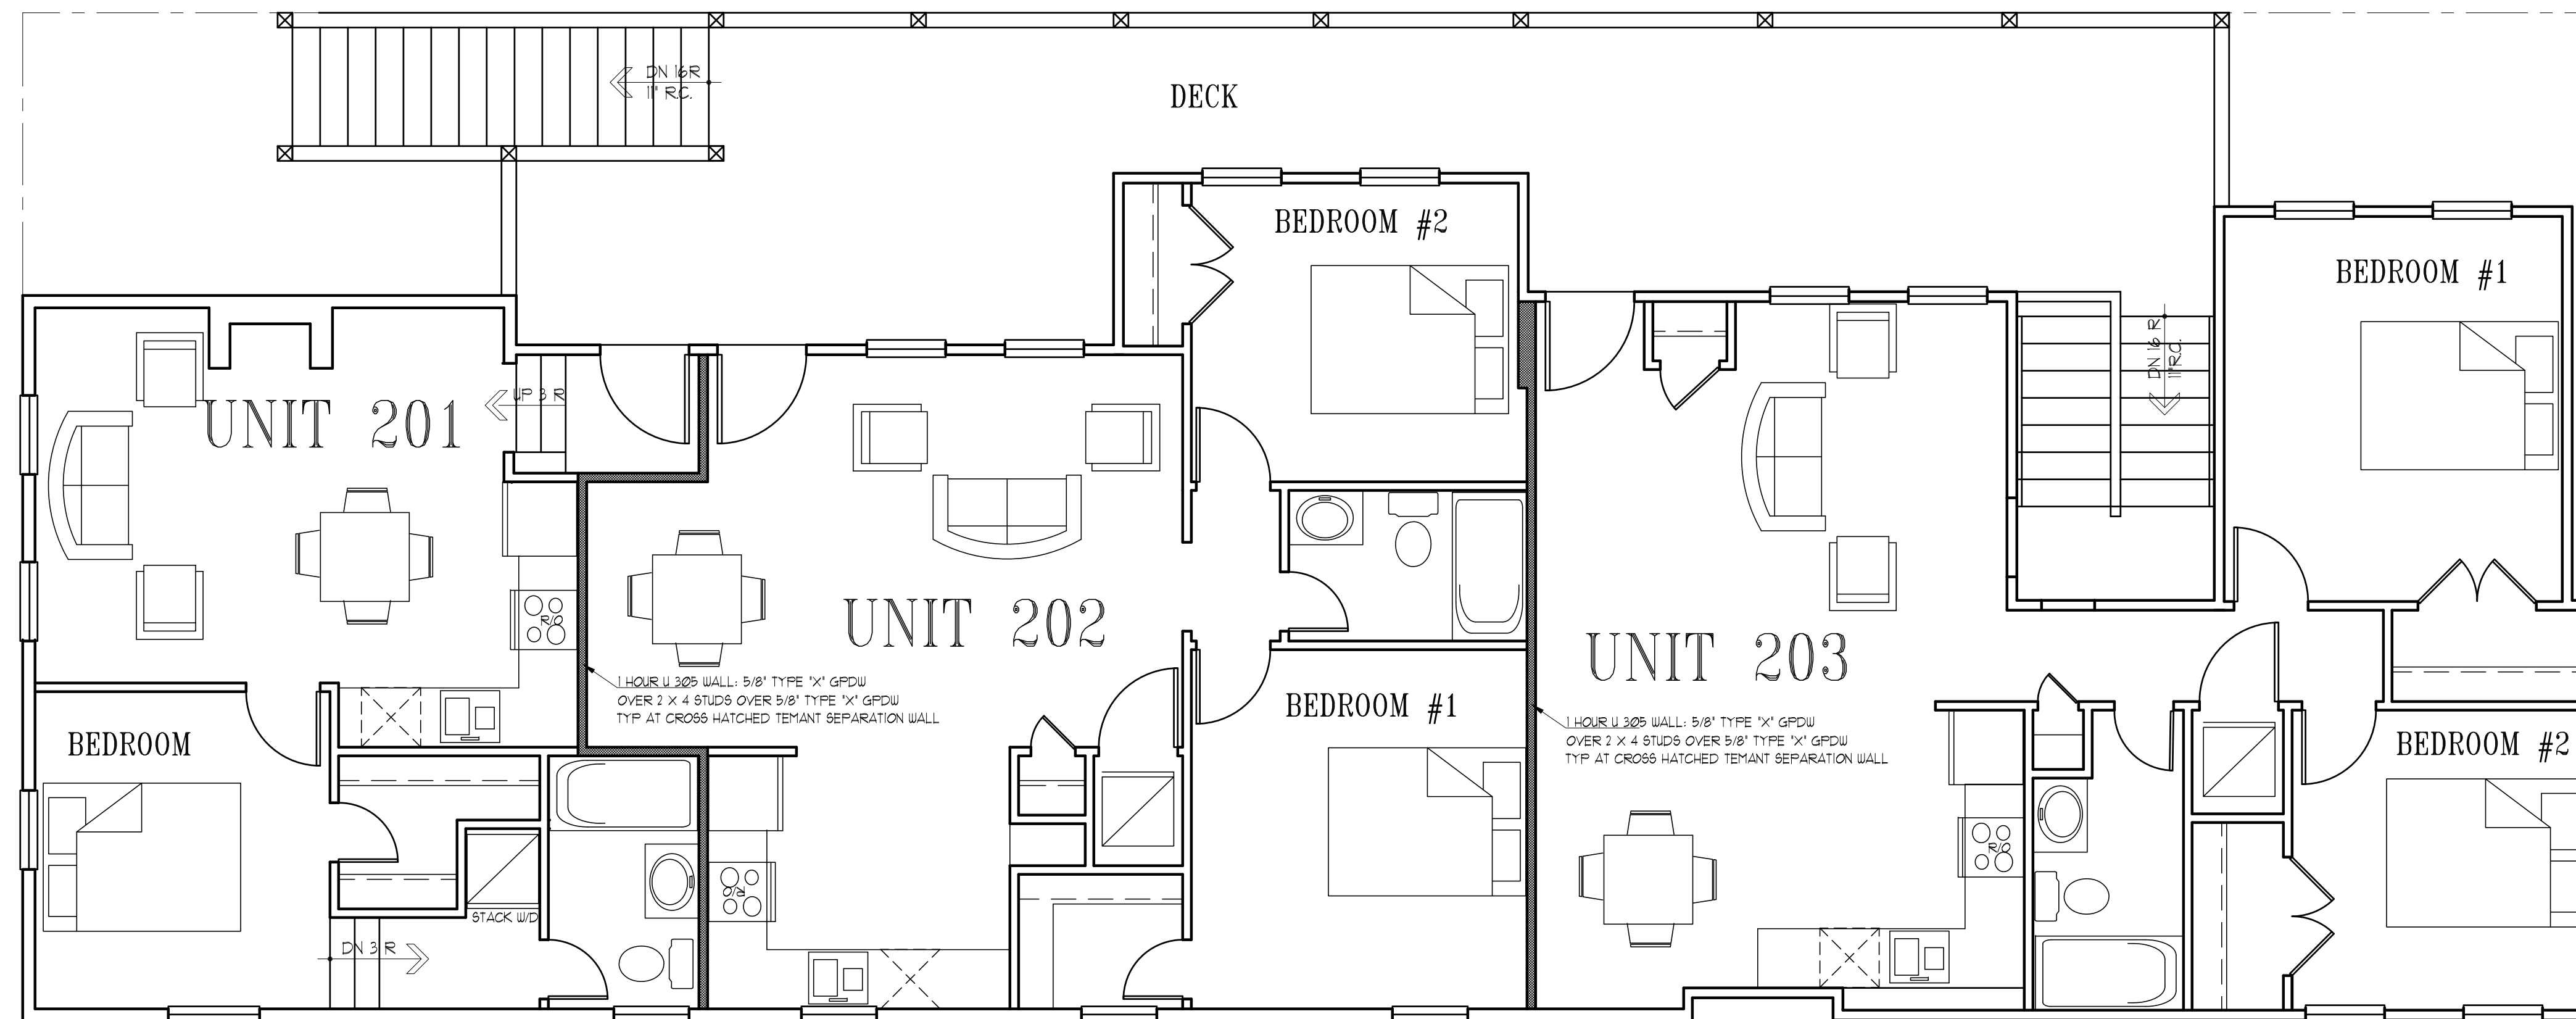 DN 16R
11" R.C.
DECK
BEDROOM #2
BEDROOM #1
UNIT 201
UP 3 R
DN 16 R
11"R.C.
R/O
UNIT 202
UNIT 203
1 HOUR U 305 WALL: 5/8" TYPE "X" GPDW
OVER 2 X 4 STUDS OVER 5/8" TYPE "X" GPDW
TYP AT CROSS HATCHED TEMANT SEPARATION WALL
BEDROOM #1
1 HOUR U 305 WALL: 5/8" TYPE "X" GPDW
OVER 2 X 4 STUDS OVER 5/8" TYPE "X" GPDW
TYP AT CROSS HATCHED TEMANT SEPARATION WALL
BEDROOM
BEDROOM #2
R/O
R/O
STACK W/D
DN 3 R